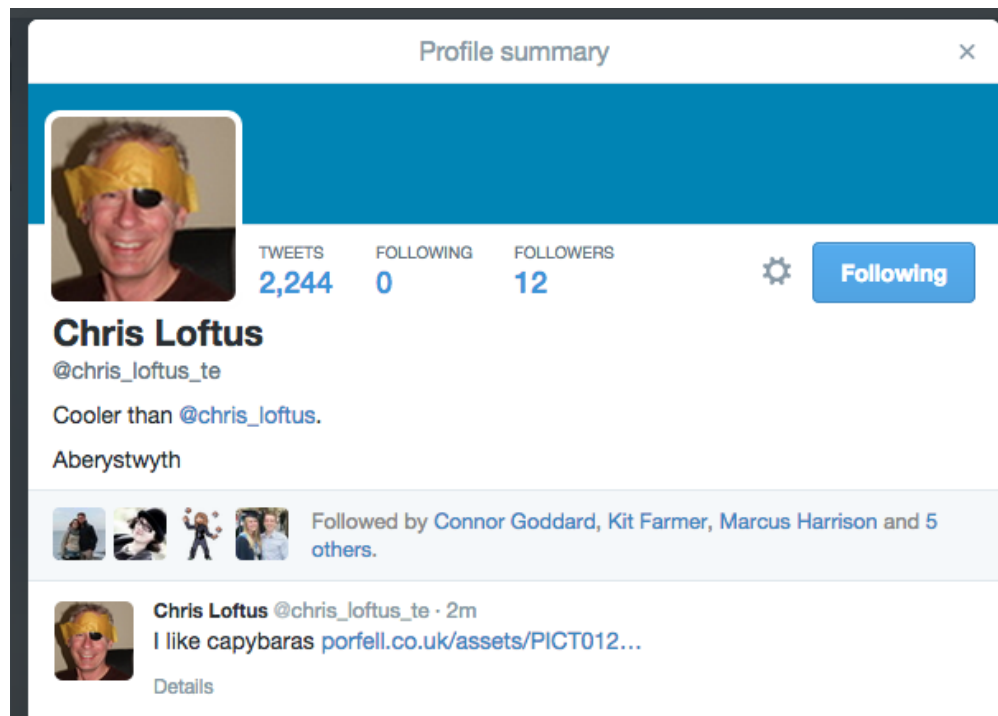 Profile summary
TWEETS FOLLOWING FOLLOWERS
2,244 0 12
Following
Chris Loftus
@chris_loftus_te
Cooler than @chris_loftus.
Aberystwyth
Followed by Connor Goddard, Kit Farmer, Marcus Harrison and 5
others.
Chris Loftus @chris_loftus_te · 2m
I like capybaras porfell.co.uk/assets/PICT012…
Details